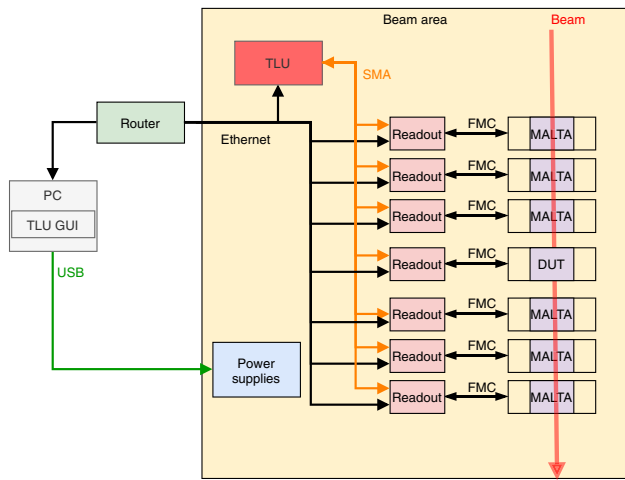 Beam area
Beam
TLU
SMA
Router
Ethernet
Readout
FMC
MALTA
Readout
FMC
MALTA
PC
TLU GUI
Readout
FMC
MALTA
Readout
FMC
DUT
USB
Readout
FMC
MALTA
Power
supplies
Readout
FMC
MALTA
Readout
FMC
MALTA